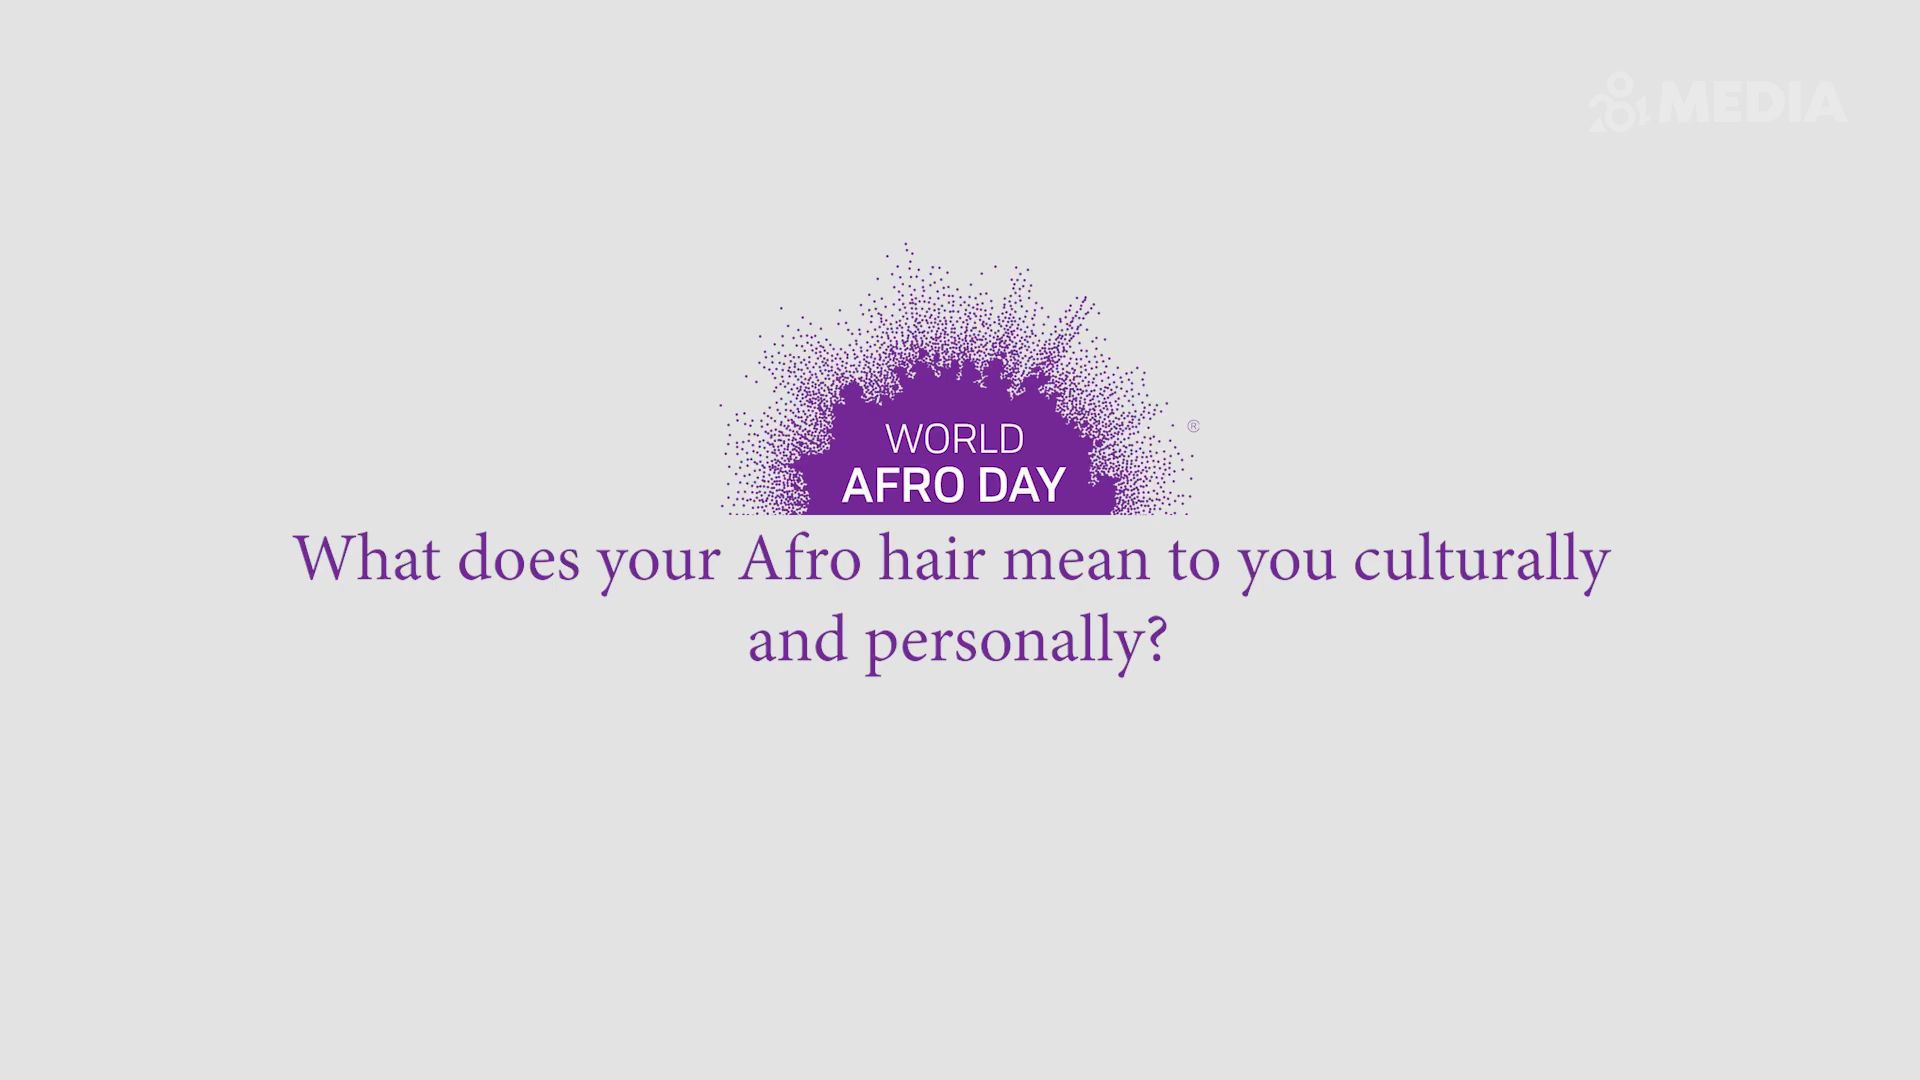 MEDIA
WORLD
AFRO DAY
®
What does your Afro hair mean to you culturally
and personally?